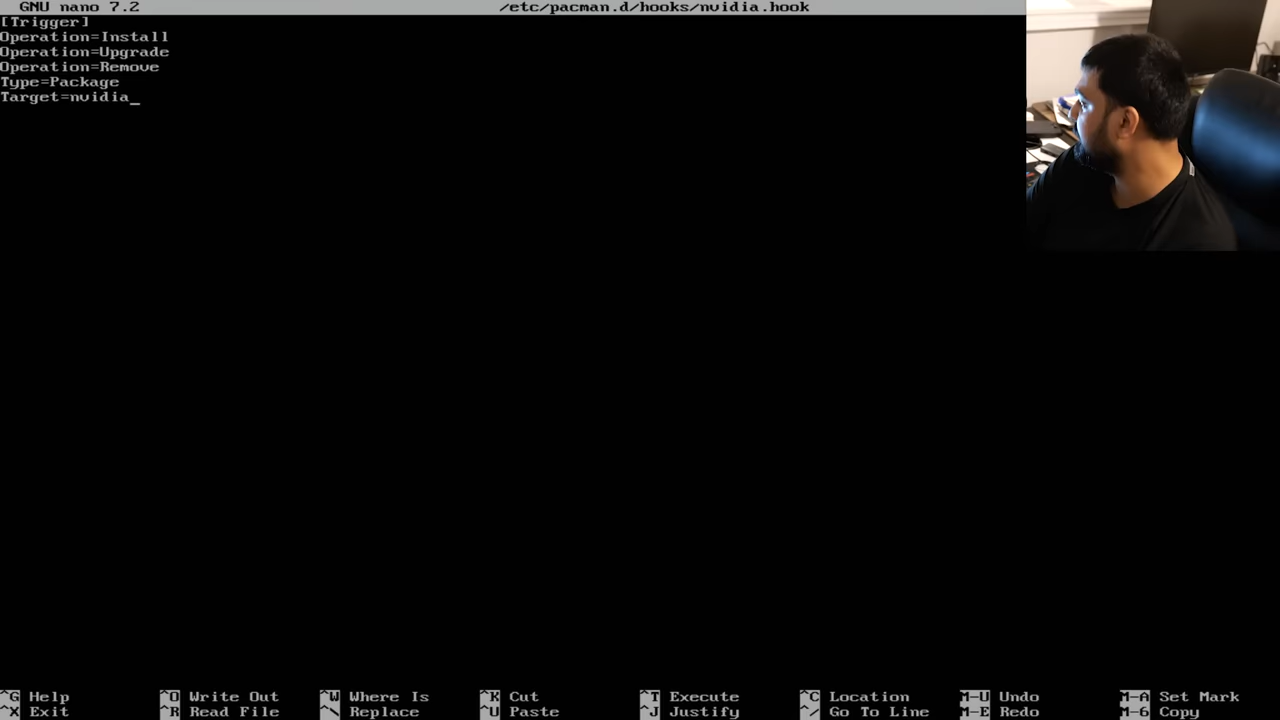 GNU nano 7.2 /etc/pacman.d/hooks/nvidia.hook
[Trigger]
Operation=Install
Operation=Upgrade
Operation=Remove
Type=Package
Target=nvidia_
^G Help ^O Write Out ^W Where Is ^K Cut ^T Execute ^C Location M-U Undo M-A Set Mark
^X Exit ^R Read File ^\ Replace ^U Paste ^J Justify ^/ Go To Line M-E Redo M-6 Copy